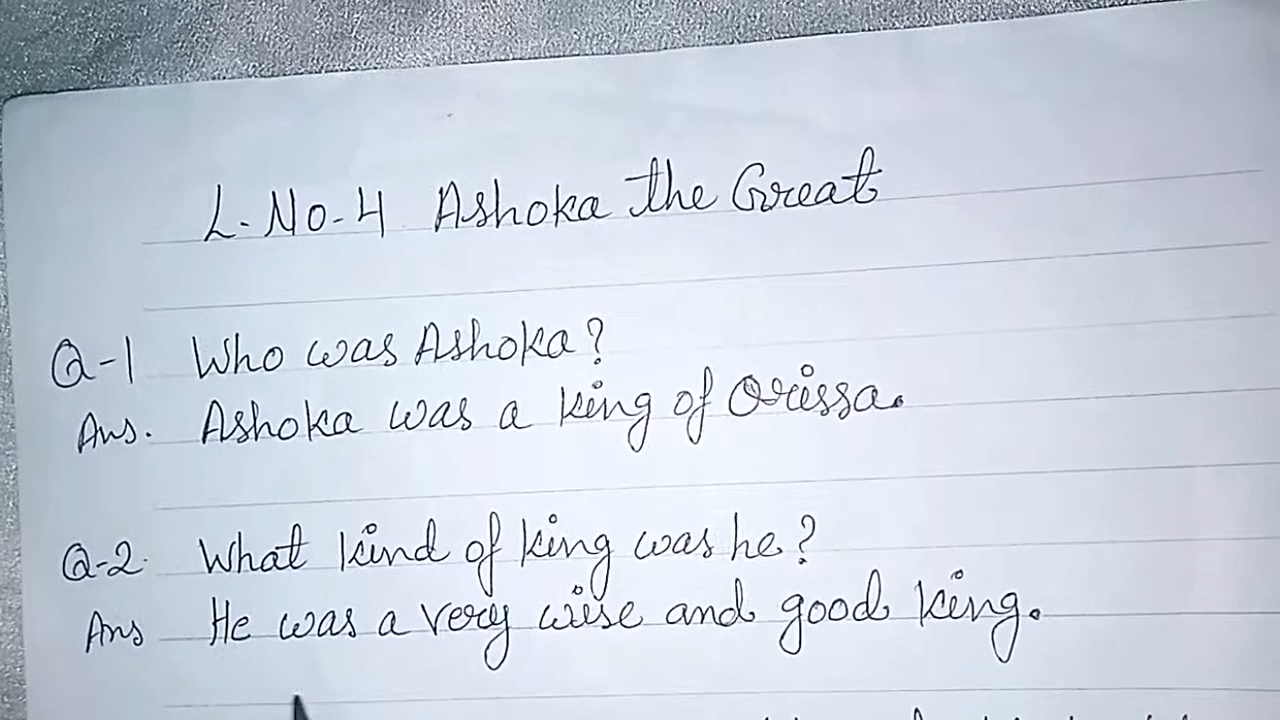 L.No-4 Ashoka the Great
Q-1 Who was Ashoka?
Ans. Ashoka was a king of Orissa.
Q-2. What kind of king was he?
Ans He was a very wise and good king.